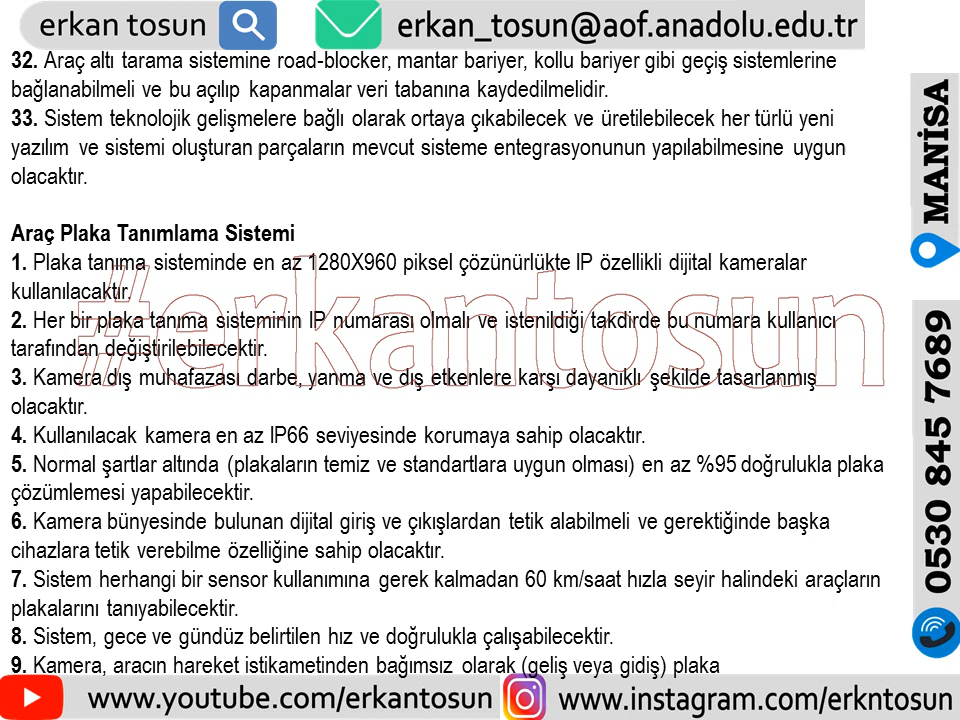 erkan tosun
erkan_tosun@aof.anadolu.edu.tr
32. Araç altı tarama sistemine road-blocker, mantar bariyer, kollu bariyer gibi geçiş sistemlerine
bağlanabilmeli ve bu açılıp kapanmalar veri tabanına kaydedilmelidir.
33. Sistem teknolojik gelişmelere bağlı olarak ortaya çıkabilecek ve üretilebilecek her türlü yeni
yazılım ve sistemi oluşturan parçaların mevcut sisteme entegrasyonunun yapılabilmesine uygun
olacaktır.
Araç Plaka Tanımlama Sistemi
1. Plaka tanıma sisteminde en az 1280X960 piksel çözünürlükte IP özellikli dijital kameralar
kullanılacaktır.
2. Her bir plaka tanıma sisteminin IP numarası olmalı ve istenildiği takdirde bu numara kullanıcı
tarafından değiştirilebilecektir.
3. Kamera dış muhafazası darbe, yanma ve dış etkenlere karşı dayanıklı şekilde tasarlanmış
olacaktır.
4. Kullanılacak kamera en az IP66 seviyesinde korumaya sahip olacaktır.
5. Normal şartlar altında (plakaların temiz ve standartlara uygun olması) en az %95 doğrulukla plaka
çözümlemesi yapabilecektir.
6. Kamera bünyesinde bulunan dijital giriş ve çıkışlardan tetik alabilmeli ve gerektiğinde başka
cihazlara tetik verebilme özelliğine sahip olacaktır.
7. Sistem herhangi bir sensor kullanımına gerek kalmadan 60 km/saat hızla seyir halindeki araçların
plakalarını tanıyabilecektir.
8. Sistem, gece ve gündüz belirtilen hız ve doğrulukla çalışabilecektir.
9. Kamera, aracın hareket istikametinden bağımsız olarak (geliş veya gidiş) plaka
#erkantosun
MANİSA
0530 845 7689
www.youtube.com/erkantosun
www.instagram.com/erkntosun